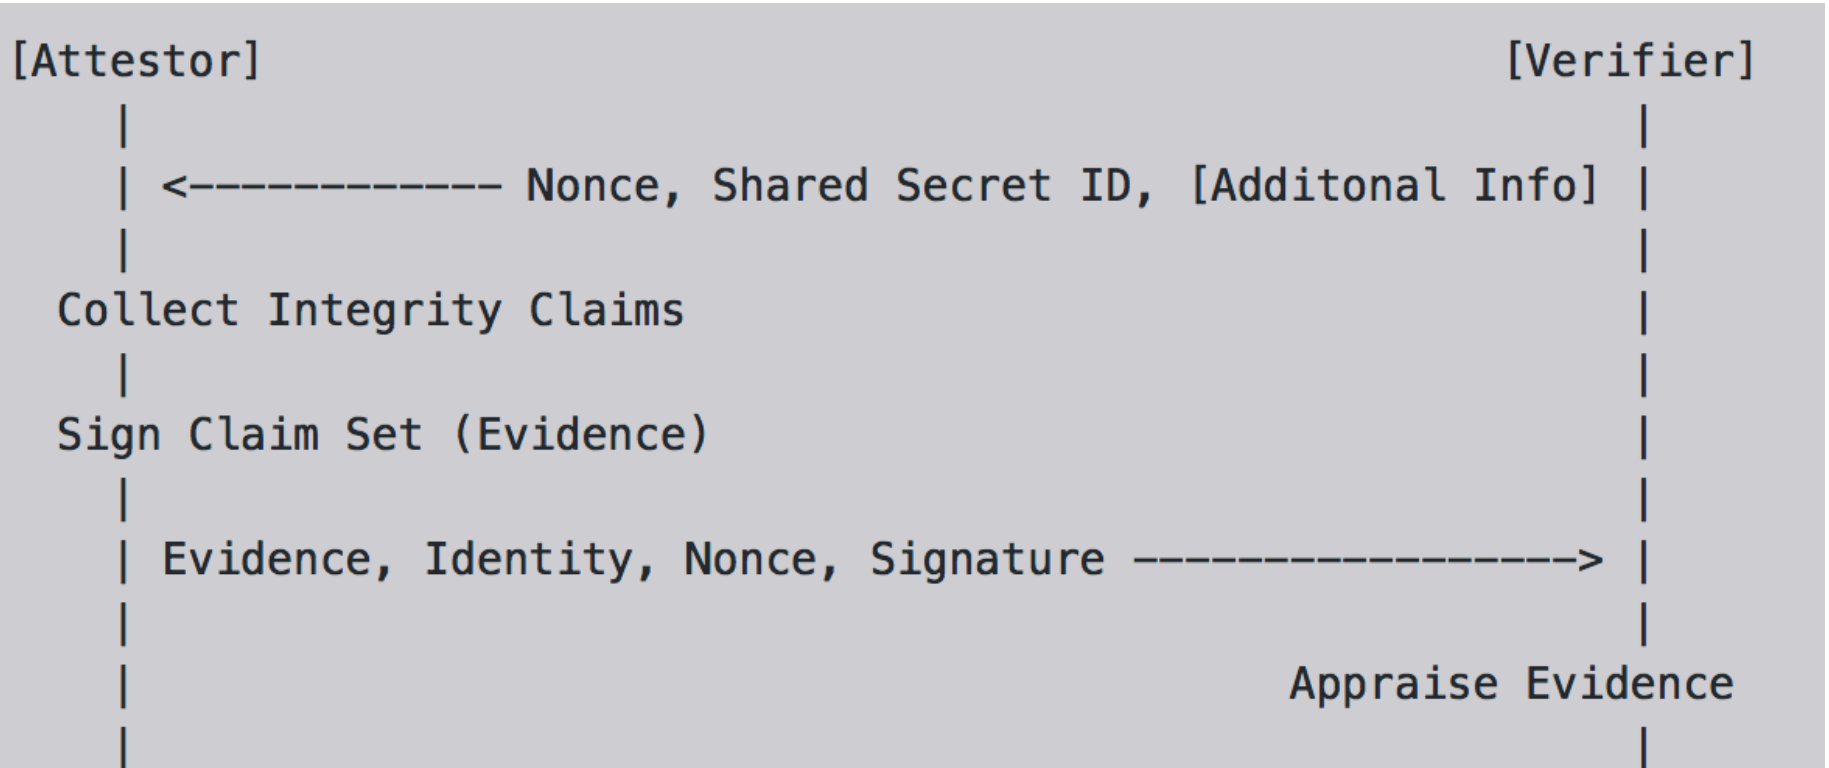 [Attestor] [Verifier]
| |
| <------------- Nonce, Shared Secret ID, [Additonal Info] |
| |
Collect Integrity Claims |
| |
Sign Claim Set (Evidence) |
| |
| Evidence, Identity, Nonce, Signature -----------------> |
| |
| Appraise Evidence
| |